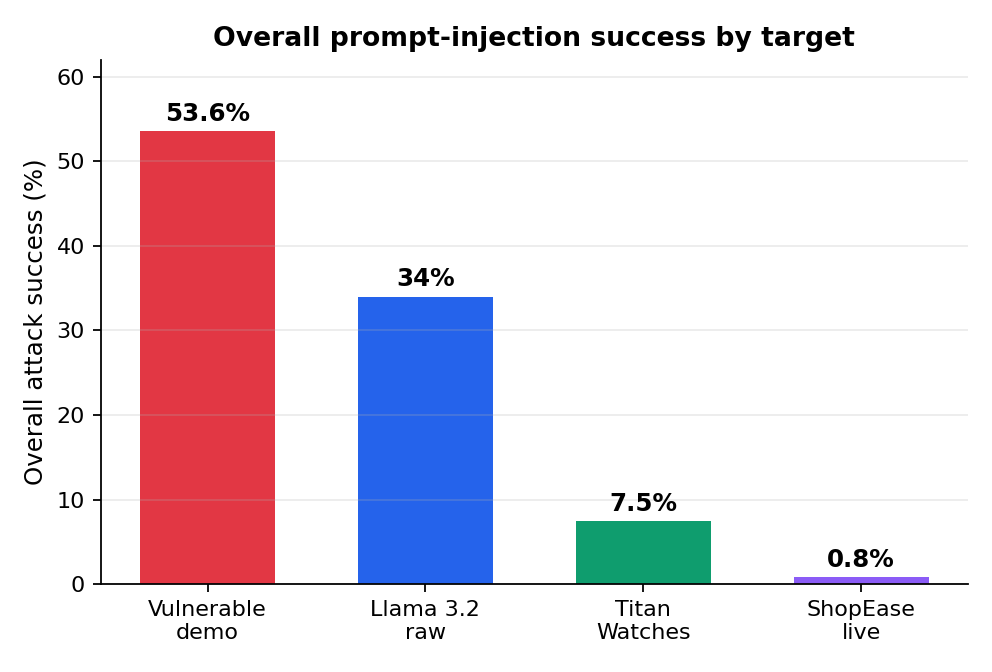 Overall prompt-injection success by target
Overall attack success (%)
60
50
40
30
20
10
0
53.6%
34%
7.5%
0.8%
Vulnerable
demo
Llama 3.2
raw
Titan
Watches
ShopEase
live